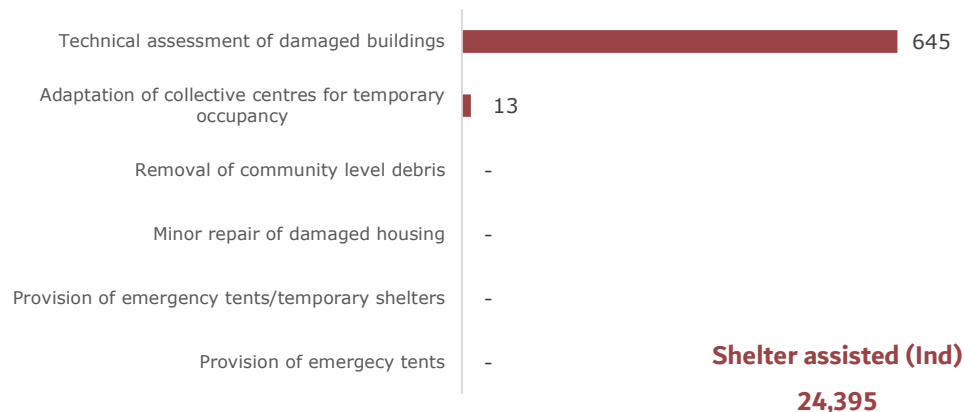 Technical assessment of damaged buildings
645
Adaptation of collective centres for temporary
occupancy
13
Removal of community level debris
-
Minor repair of damaged housing
-
Provision of emergency tents/temporary shelters
-
Provision of emergecy tents
-
Shelter assisted (Ind)
24,395